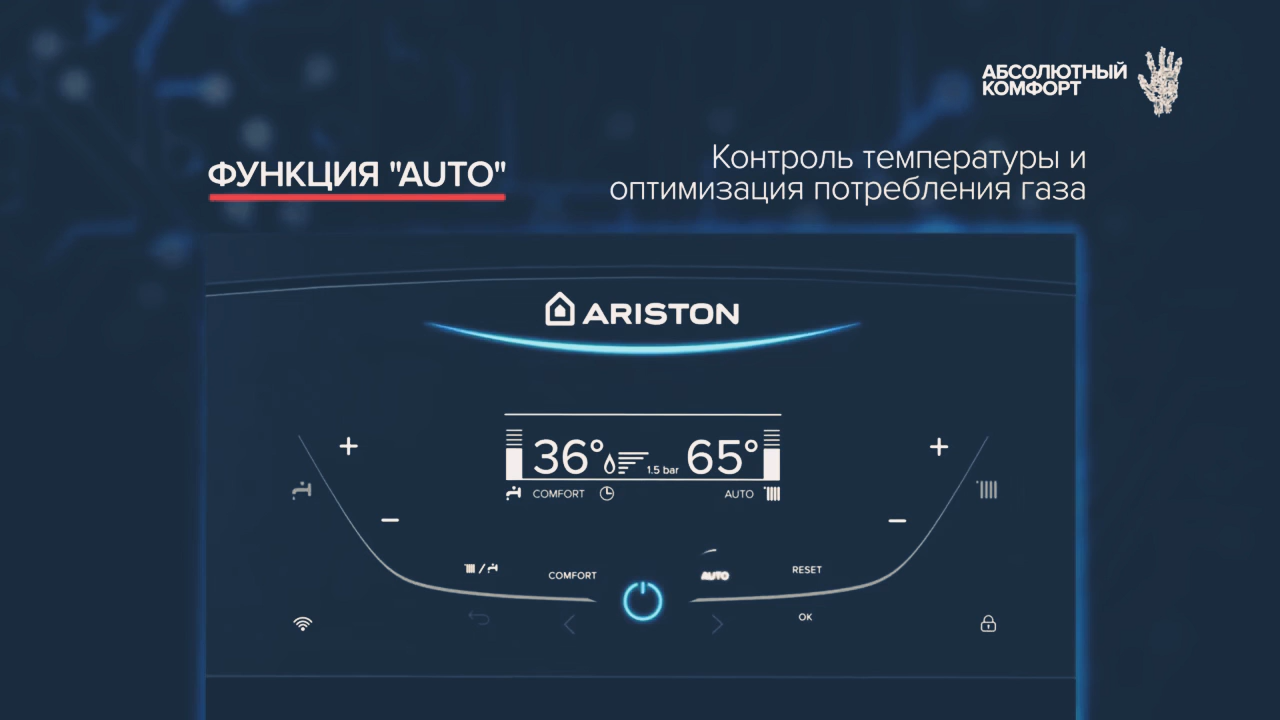 АБСОЛЮТНЫЙ
КОМФОРТ
ФУНКЦИЯ "AUTO"
Контроль температуры и
оптимизация потребления газа
ARISTON
36° 1.5 bar 65°
COMFORT AUTO
COMFORT AUTO RESET
OK